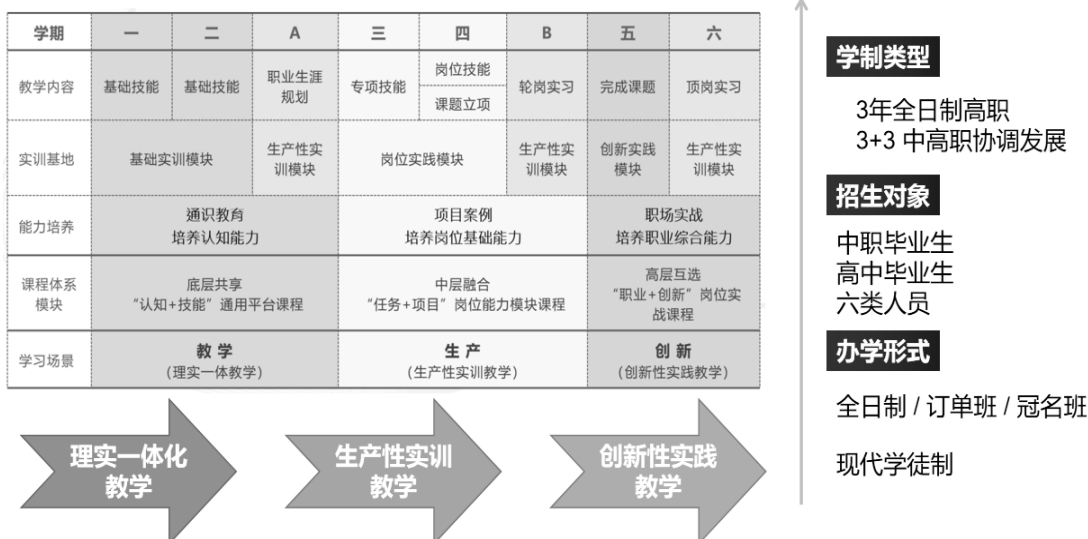 学期 一 二 A 三 四 B 五 六
教学内容 基础技能 基础技能 职业生涯规划 专项技能 岗位技能 课题立项 轮岗实习 完成课题 顶岗实习
实训基地 基础实训模块 生产性实训模块 岗位实践模块 生产性实训模块 创新实践模块 生产性实训模块
能力培养
通识教育
培养认知能力
项目案例
培养岗位基础能力
职场实战
培养职业综合能力
课程体系
模块
底层共享
“认知+技能”通用平台课程
中层融合
“任务+项目”岗位能力模块课程
高层互选
“职业+创新”岗位实
战课程
学习场景
教 学
(理实一体教学)
生 产
(生产性实训教学)
创 新
(创新性实践教学)
理实一体化
教学
生产性实训
教学
创新性实践
教学
学制类型
3年全日制高职
3+3 中高职协调发展
招生对象
中职毕业生
高中毕业生
六类人员
办学形式
全日制 / 订单班 / 冠名班
现代学徒制